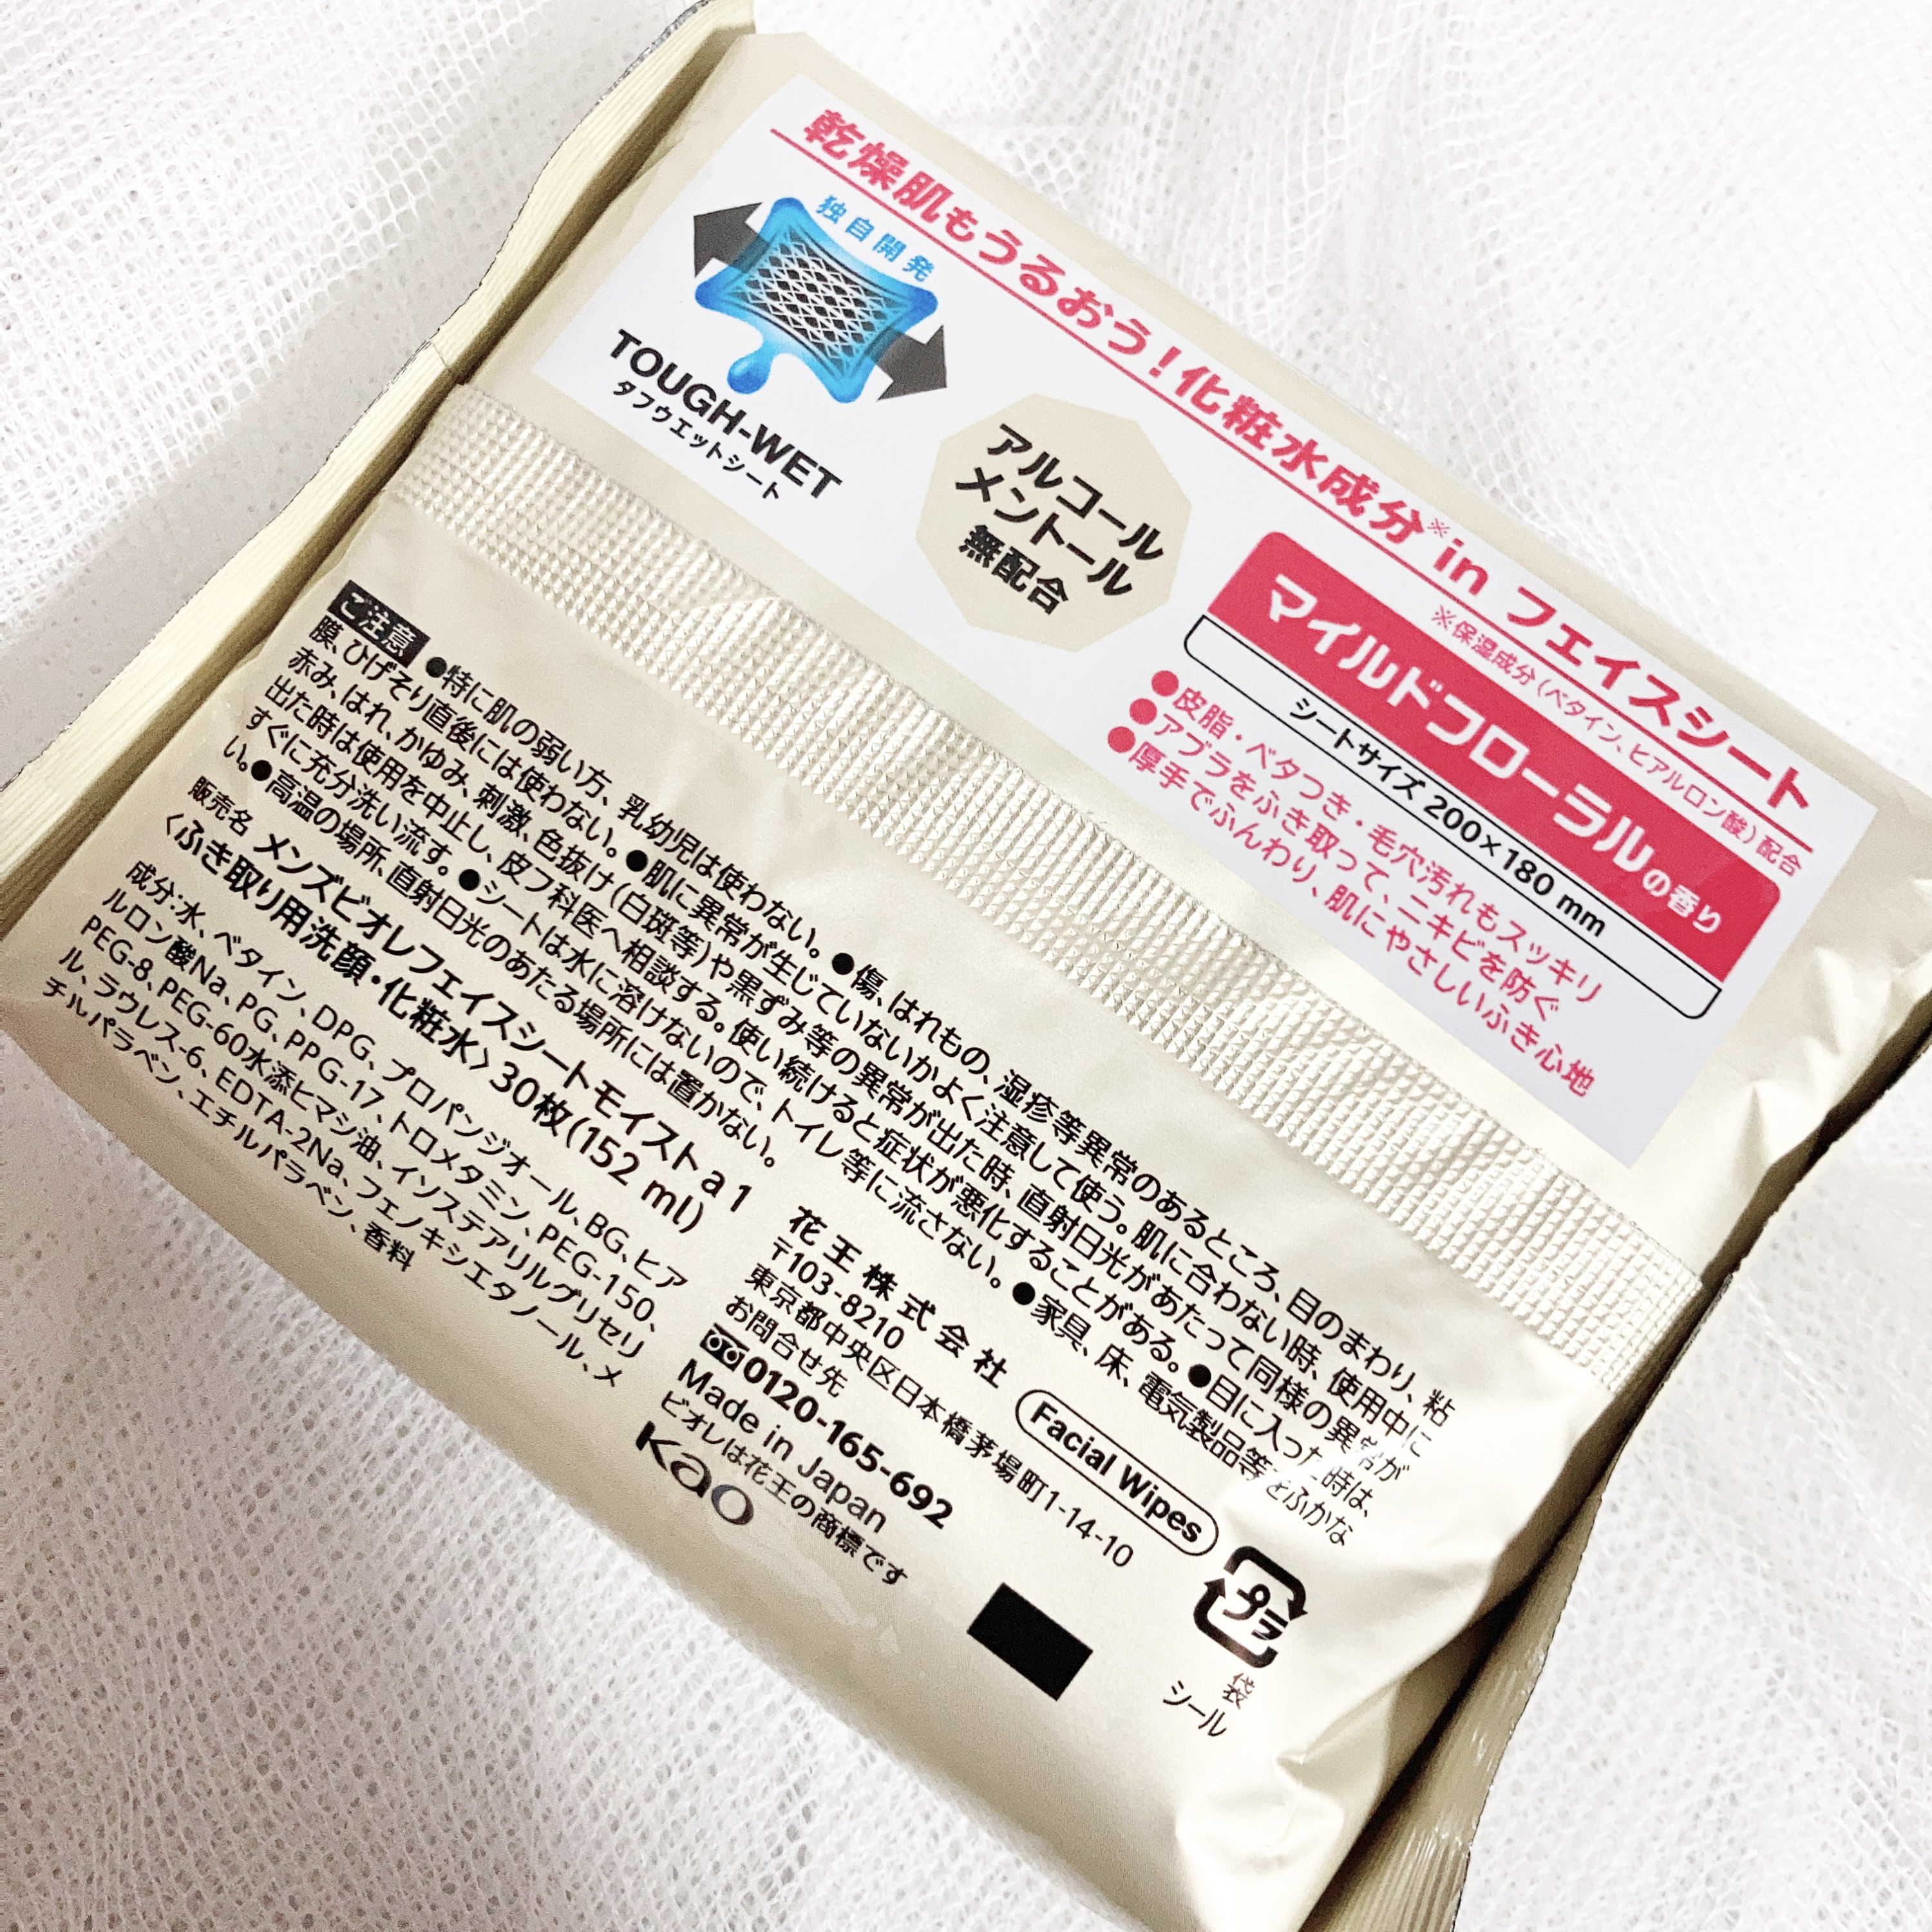 乾燥肌もうるおう！化粧水成分※in フェイスシート
※保湿成分（ベタイン、ヒアルロン酸）配合
独自開発
TOUGH-WET
タフウエットシート
アルコール
メントール
無配合
マイルドフローラルの香り
シートサイズ 200×180 mm
●皮脂・ベタつき・毛穴汚れもスッキリ
●アブラをふき取って、ニキビを防ぐ
●厚手でふんわり、肌にやさしいふき心地
ご注意 ●特に肌の弱い方、乳幼児は使わない。●傷、はれもの、湿疹等異常のあるところ、目のまわり、粘
膜、ひげそり直後には使わない。●肌に異常が生じていないかよく注意して使う。肌に合わない時、使用中に
赤み、はれ、かゆみ、刺激、色抜け（白斑等）や黒ずみ等の異常が出た時、直射日光があたって同様の異常が
出た時は使用を中止し、皮フ科医へ相談する。使い続けると症状が悪化することがある。●目に入った時は、
すぐに充分洗い流す。●シートは水に溶けないので、トイレ等に流さない。●家具、床、電気製品等をふかな
い。●高温の場所、直射日光のあたる場所には置かない。
販売名 メンズビオレフェイスシートモイストa 1
〈ふき取り用洗顔・化粧水〉30枚（152 ml）
成分：水、ベタイン、DPG、プロパンジオール、BG、ヒア
ルロン酸Na、PG、PPG-17、トロメタミン、PEG-150、
PEG-8、PEG-60水添ヒマシ油、イソステアリルグリセリ
ル、ラウレス-6、EDTA-2Na、フェノキシエタノール、メ
チルパラベン、エチルパラベン、香料
花王株式会社
〒103-8210
東京都中央区日本橋茅場町1-14-10
お問合せ先
0120-165-692
Made in Japan
ビオレは花王の商標です
Kao
Facial Wipes
プラ
袋
シール